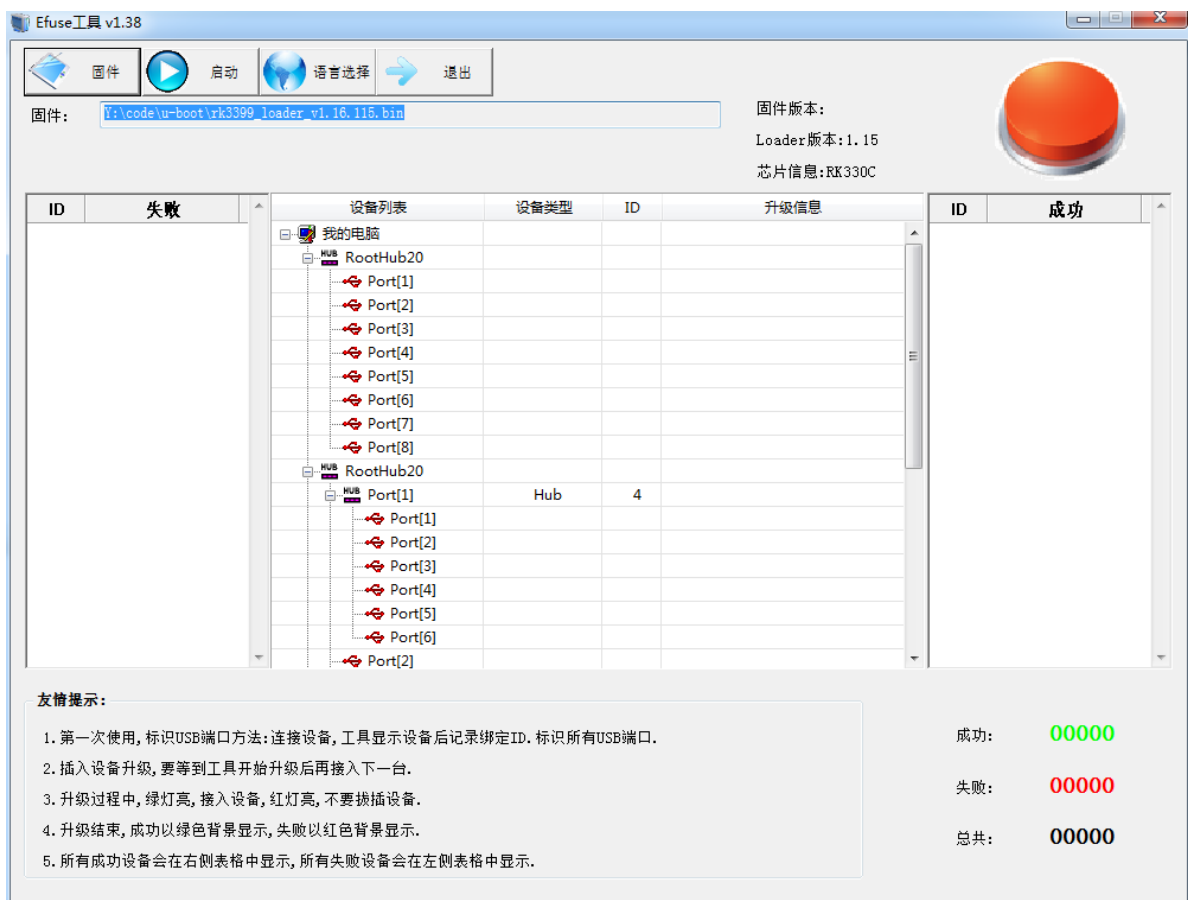 Efuse工具 v1.38
固件 启动 语言选择 退出
固件: Y:\code\u-boot\rk3399_loader_v1.16.115.bin
固件版本:
Loader版本:1.15
芯片信息:RK330C
ID 失败
设备列表 设备类型 ID 升级信息
ID 成功
我的电脑
HUB RootHub20
Port[1]
Port[2]
Port[3]
Port[4]
Port[5]
Port[6]
Port[7]
Port[8]
HUB RootHub20
HUB Port[1] Hub 4
Port[1]
Port[2]
Port[3]
Port[4]
Port[5]
Port[6]
Port[2]
友情提示:
1.第一次使用,标识USB端口方法:连接设备,工具显示设备后记录绑定ID.标识所有USB端口.
2.插入设备升级,要等到工具开始升级后再接入下一台.
3.升级过程中,绿灯亮,接入设备,红灯亮,不要拔插设备.
4.升级结束,成功以绿色背景显示,失败以红色背景显示.
5.所有成功设备会在右侧表格中显示,所有失败设备会在左侧表格中显示.
成功: 00000
失败: 00000
总共: 00000